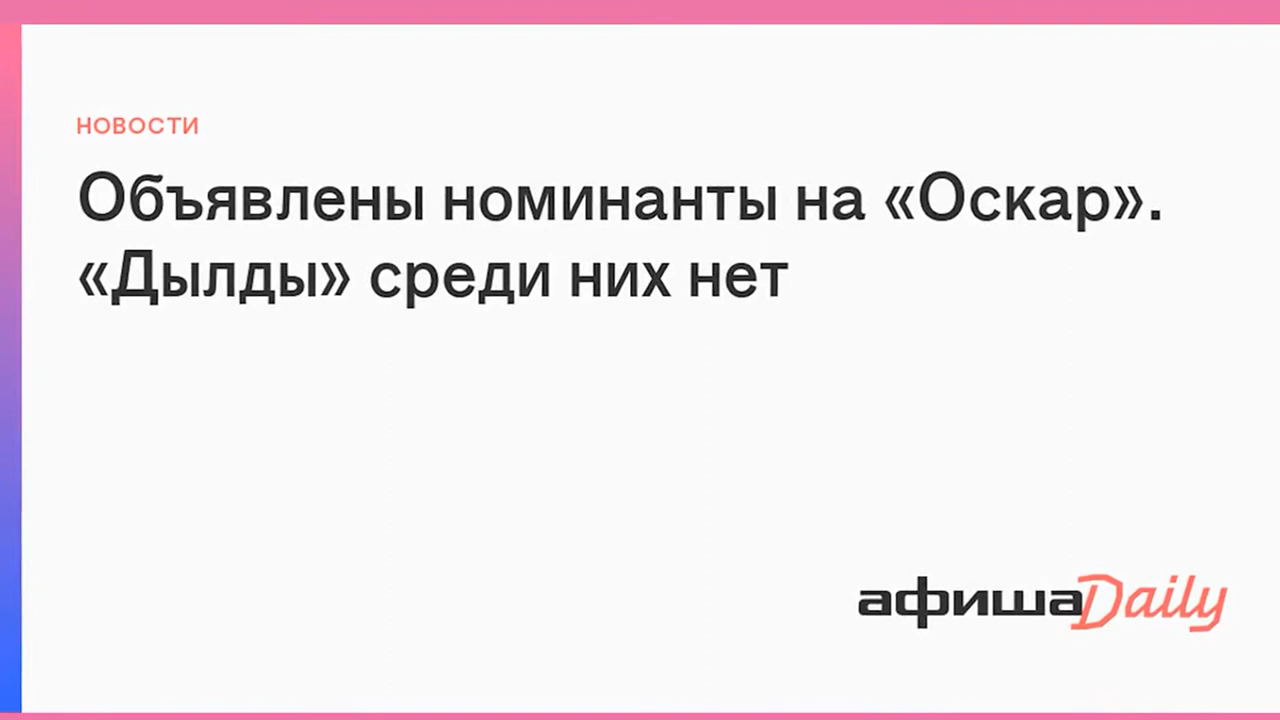 НОВОСТИ
Объявлены номинанты на «Оскар».
«Дылды» среди них нет
афишаDaily